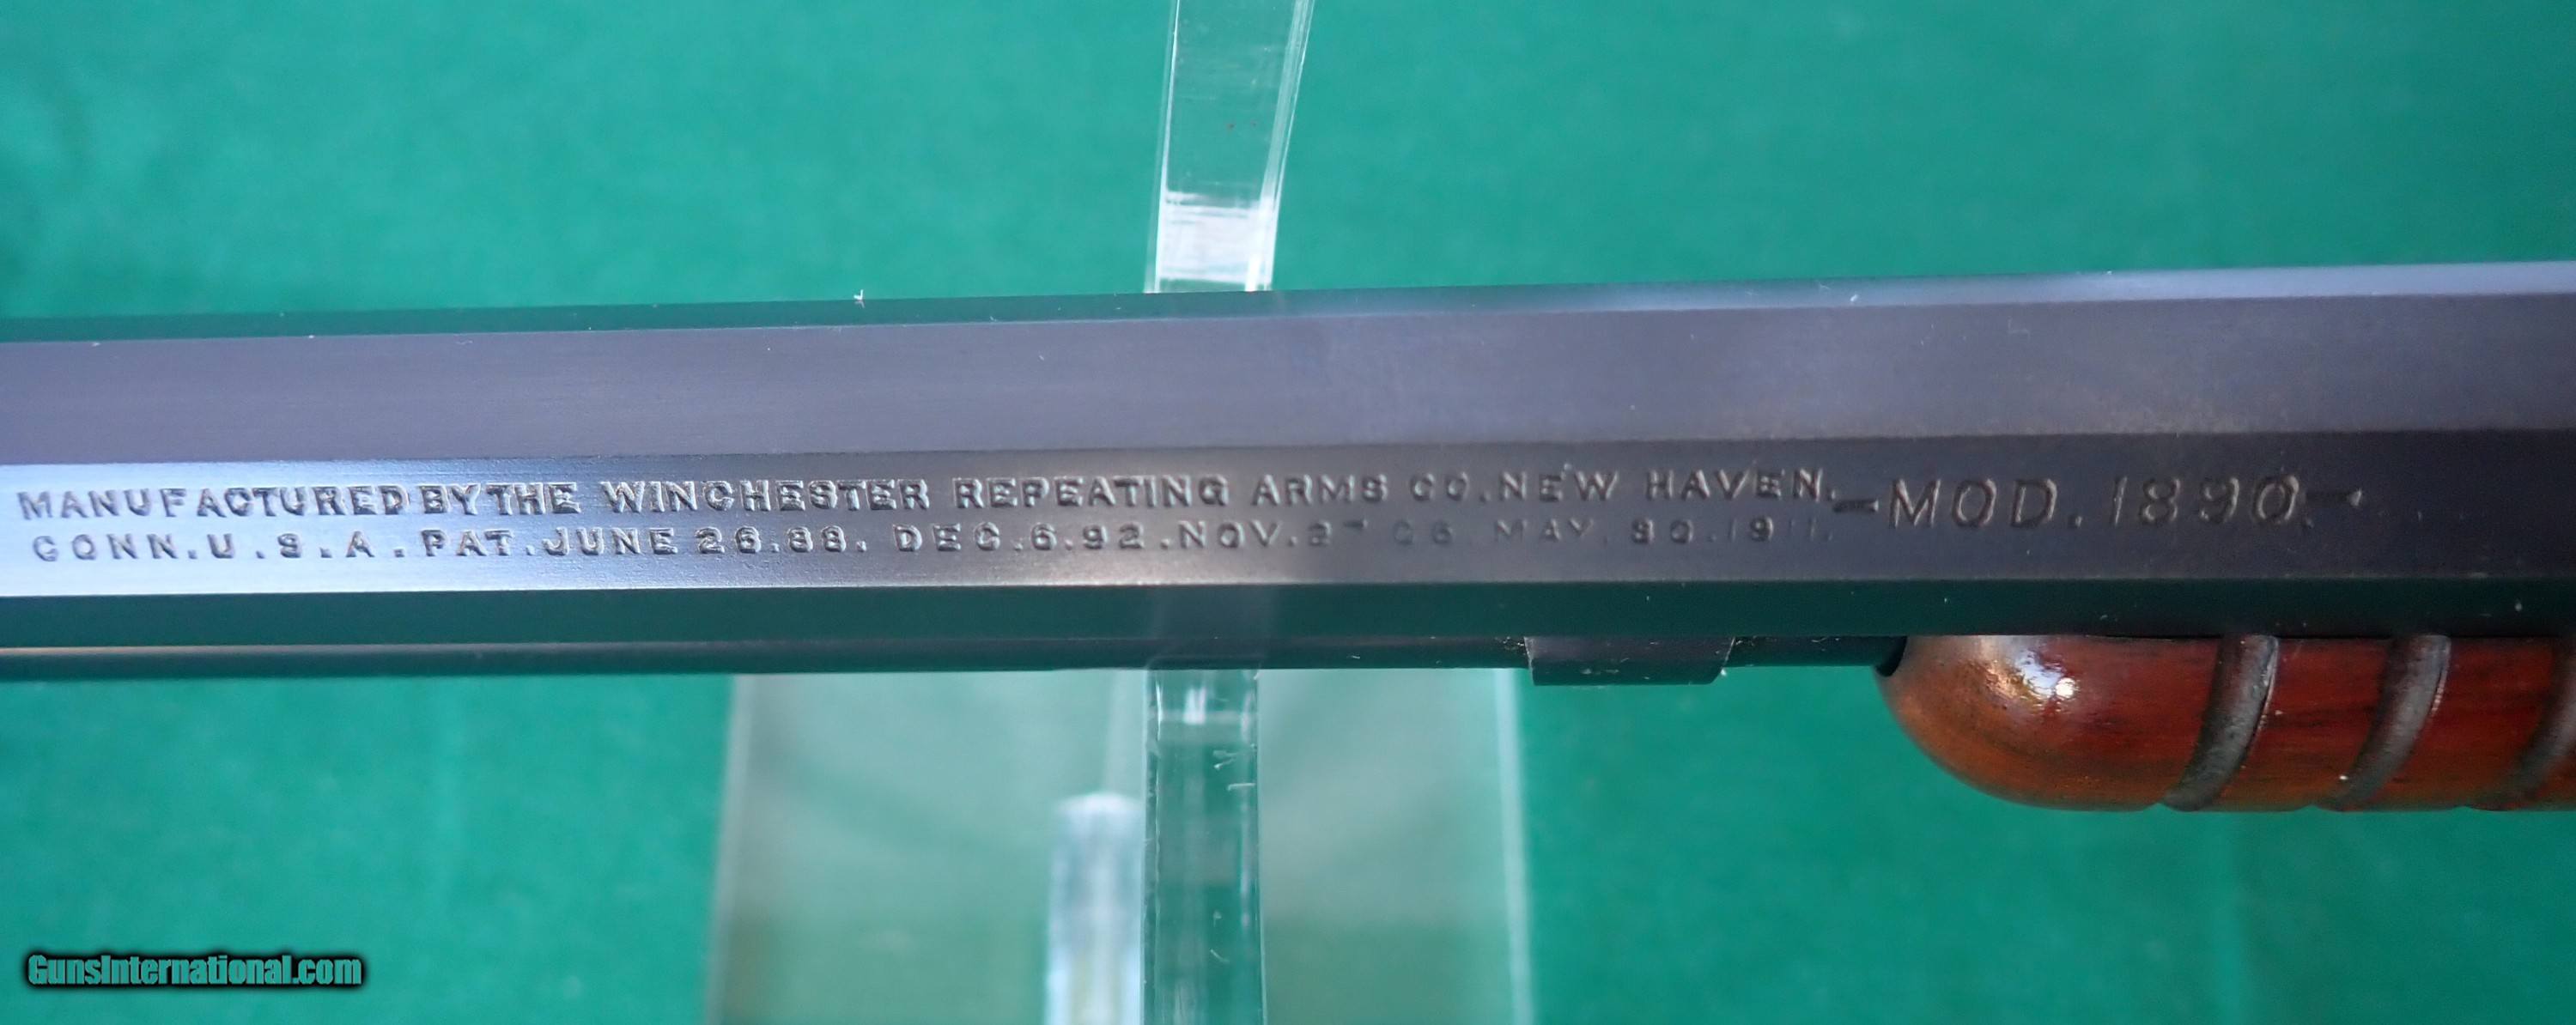 MANUFACTURED BY THE WINCHESTER REPEATING ARMS CO. NEW HAVEN. -MOD. 1890.-
CONN. U. S. A. PAT. JUNE 26. 88. DEC. 6. 92. NOV. 06. MAY. 30. 1911.
GunsInternational.com